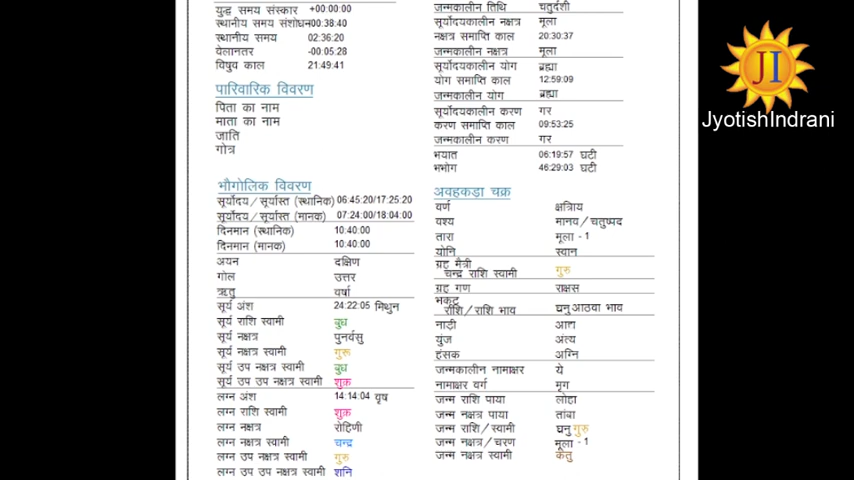 युद्ध समय संस्कार +00:00:00
स्थानीय समय संशोधन 00:38:40
स्थानीय समय 02:36:20
वेलानतर -00:05:28
विषुव काल 21:49:41
पारिवारिक विवरण
पिता का नाम
माता का नाम
जाति
गोत्र
भौगोलिक विवरण
सूर्योदय/सूर्यास्त (स्थानिक) 06:45:20/17:25:20
सूर्योदय/सूर्यास्त (मानक) 07:24:00/18:04:00
दिनमान (स्थानिक) 10:40:00
दिनमान (मानक) 10:40:00
अयन दक्षिण
गोल उत्तर
ऋतु वर्षा
सूर्य अंश 24:22:05 मिथुन
सूर्य राशि स्वामी बुध
सूर्य नक्षत्र पुनर्वसु
सूर्य नक्षत्र स्वामी गुरू
सूर्य उप नक्षत्र स्वामी बुध
सूर्य उप उप नक्षत्र स्वामी शुक्र
लग्न अंश 14:14:04 वृष
लग्न राशि स्वामी शुक्र
लग्न नक्षत्र रोहिणी
लग्न नक्षत्र स्वामी चन्द्र
लग्न उप नक्षत्र स्वामी गुरु
लग्न उप उप नक्षत्र स्वामी शनि
जन्मकालीन तिथि चतुर्दशी
सूर्योदयकालीन नक्षत्र मूला
नक्षत्र समाप्ति काल 20:30:37
जन्मकालीन नक्षत्र मूला
सूर्योदयकालीन योग ब्रह्मा
योग समाप्ति काल 12:59:09
जन्मकालीन योग ब्रह्मा
सूर्योदयकालीन करण गर
करण समाप्ति काल 09:53:25
जन्मकालीन करण गर
भयात 06:19:57 घटी
भभोग 46:29:03 घटी
अवहकडा चक्र
वर्ण क्षत्रिाय
वश्य मानव/चतुष्पद
तारा मूला - 1
योनि स्वान
ग्रह मैत्री
चन्द्र राशि स्वामी गुरु
ग्रह गण राक्षस
भकूट
राशि/राशि भाव धनु आठवा भाव
नाड़ी आद्य
युंज अंत्य
हंसक अग्नि
जन्मकालीन नामाक्षर ये
नामाक्षर वर्ग मृग
जन्म राशि पाया लोहा
जन्म नक्षत्र पाया तांबा
जन्म राशि/स्वामी धनु गुरु
जन्म नक्षत्र/चरण मूला - 1
जन्म नक्षत्र स्वामी केतु
JI
JyotishIndrani